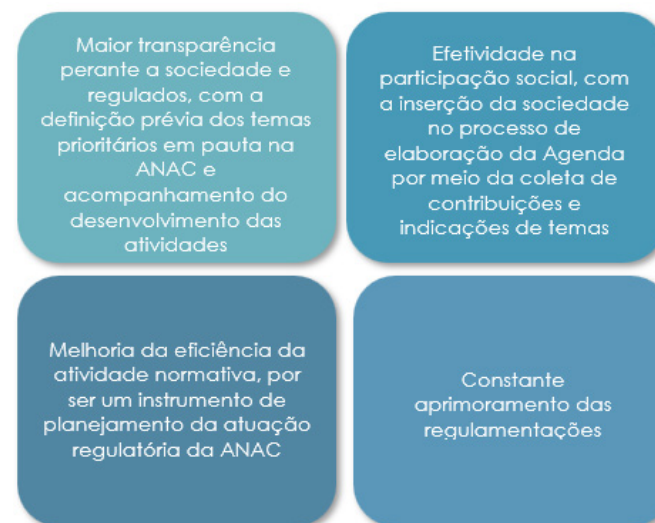 Maior transparência
perante a sociedade e
regulados, com a
definição prévia dos temas
prioritários em pauta na
ANAC e
acompanhamento do
desenvolvimento das
atividades
Efetividade na
participação social, com
a inserção da sociedade
no processo de
elaboração da Agenda
por meio da coleta de
contribuições e
indicações de temas
Melhoria da eficiência da
atividade normativa, por
ser um instrumento de
planejamento da atuação
regulatória da ANAC
Constante
aprimoramento das
regulamentações